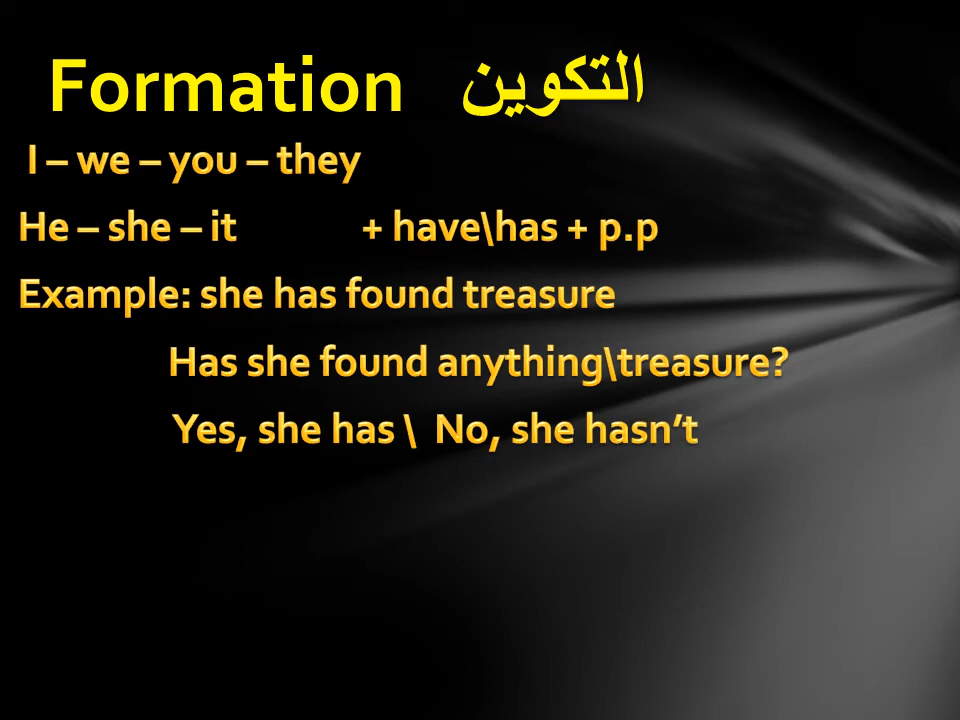 Formation التكوين
I – we – you – they
He – she – it + have\has + p.p
Example: she has found treasure
Has she found anything\treasure?
Yes, she has \ No, she hasn’t